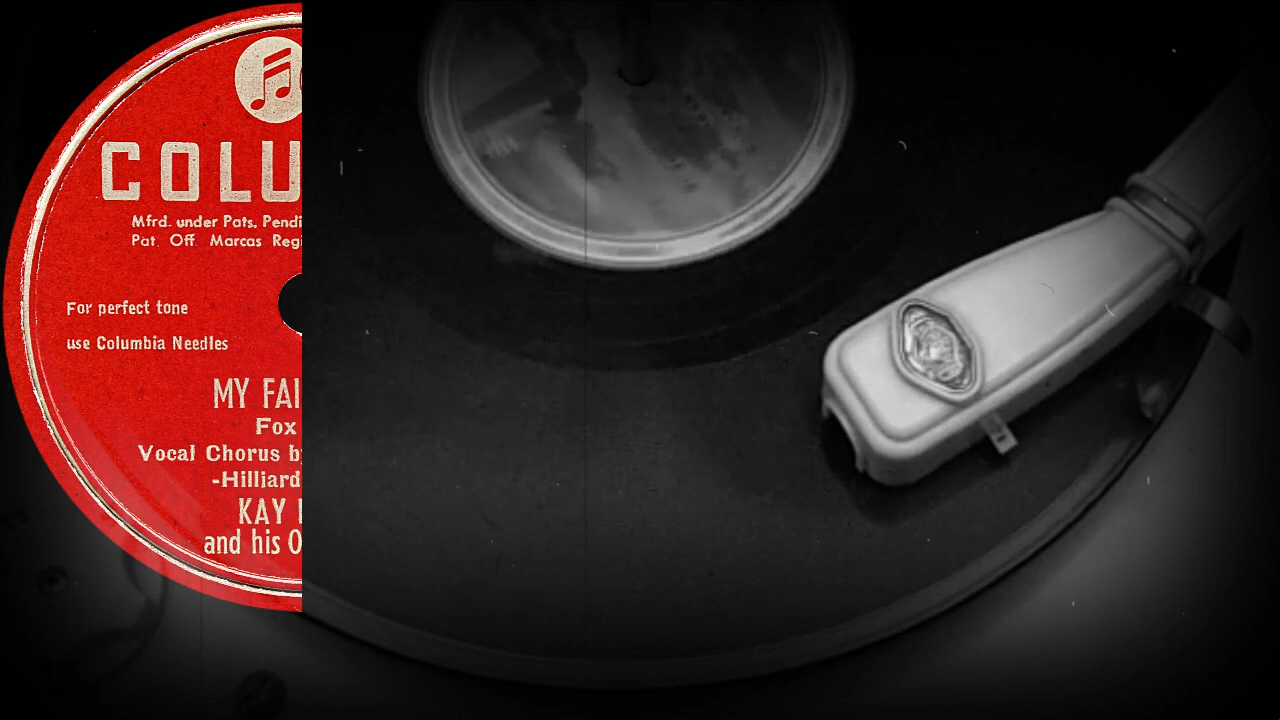 COLU
Mfrd. under Pats. Pendi
Pat. Off. Marcas Regi
For perfect tone
use Columbia Needles
MY FAI
Fox
Vocal Chorus b
-Hilliard
KAY
and his O